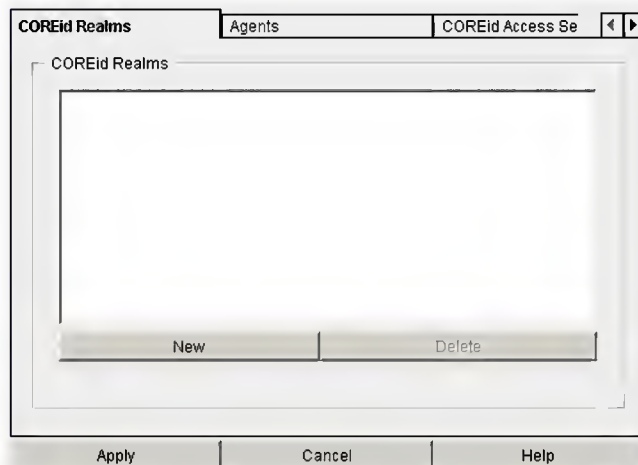 COREid Realms Agents COREid Access Se
COREid Realms
New Delete
Apply Cancel Help